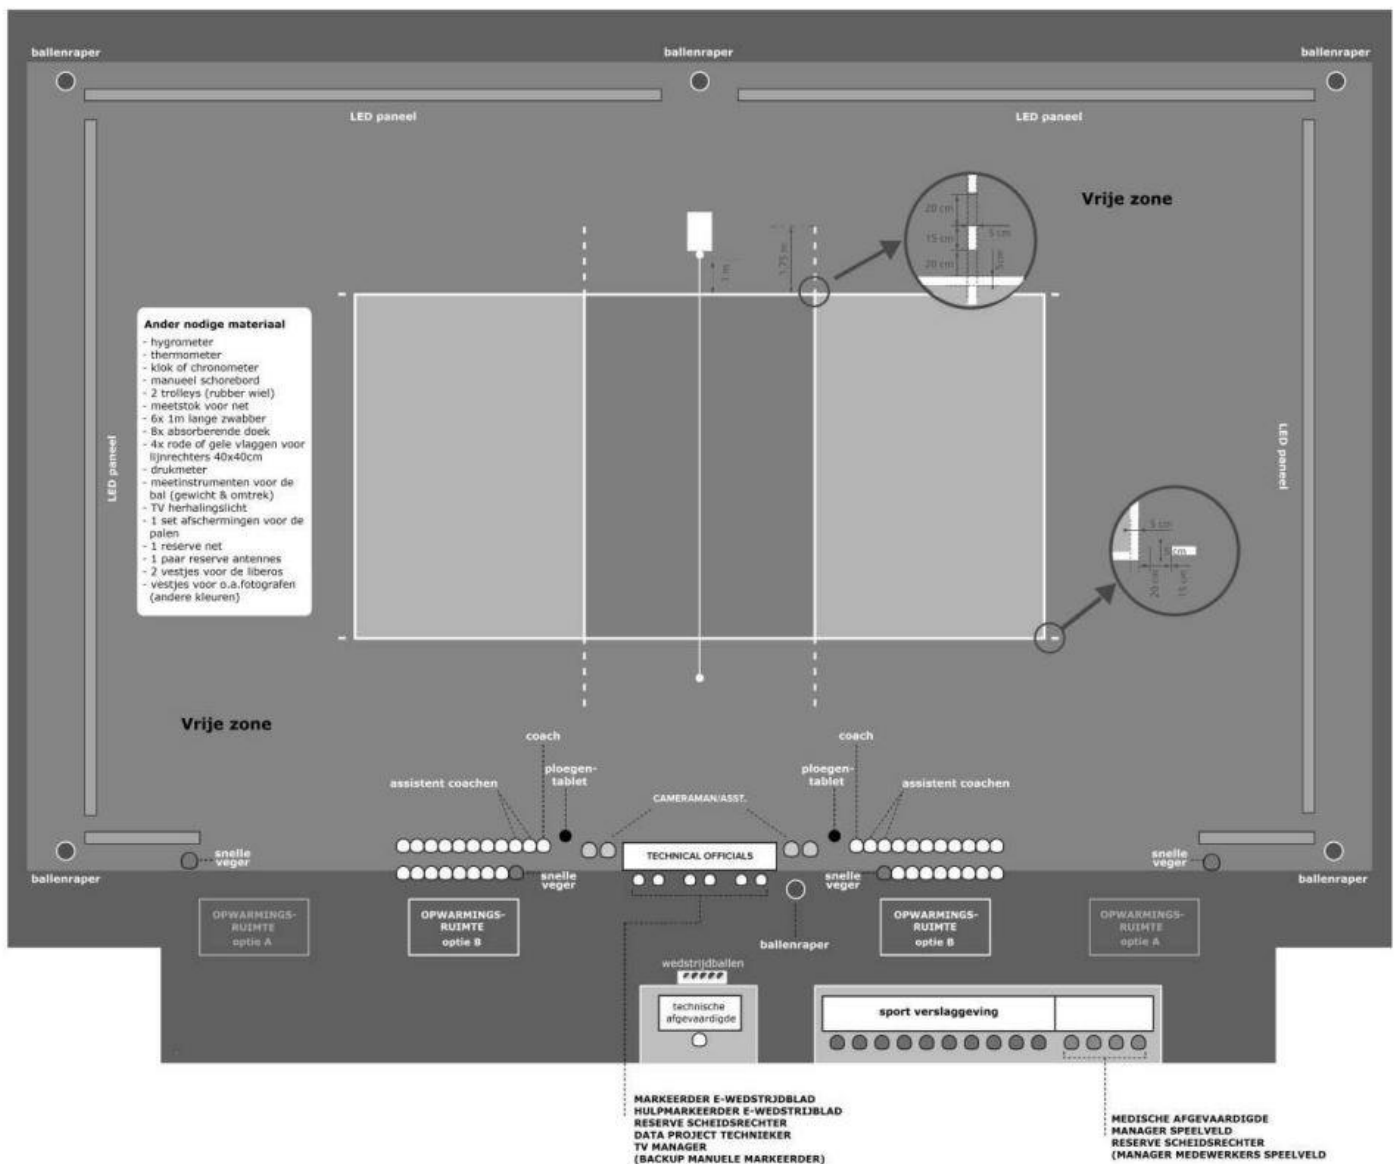 ballenraper
ballenraper
ballenraper
LED paneel
LED paneel
Vrije zone
20 cm
15 cm
5 cm
20 cm
5cm
1 m
1.75 m
Ander nodige materiaal
- hygrometer
- thermometer
- klok of chronometer
- manueel schorebord
- 2 trolleys (rubber wiel)
- meetstok voor net
- 6x 1m lange zwabber
- 8x absorberende doek
- 4x rode of gele vlaggen voor
lijnrechters 40x40cm
- drukmeter
- meetinstrumenten voor de
bal (gewicht & omtrek)
- TV herhalingslicht
- 1 set afschermingen voor de
palen
- 1 reserve net
- 1 paar reserve antennes
- 2 vestjes voor de liberos
- vestjes voor o.a.fotografen
(andere kleuren)
LED paneel
LED paneel
5 cm
cm
20 cm
15 cm
Vrije zone
coach
coach
ploegen-
tablet
ploegen-
tablet
assistent coachen
assistent coachen
CAMERAMAN/ASST.
TECHNICAL OFFICIALS
snelle
veger
snelle
veger
snelle
veger
snelle
veger
ballenraper
ballenraper
OPWARMINGS-
RUIMTE
optie A
OPWARMINGS-
RUIMTE
optie B
OPWARMINGS-
RUIMTE
optie B
OPWARMINGS-
RUIMTE
optie A
ballenraper
wedstrijdballen
technische
afgevaardigde
sport verslaggeving
MARKEERDER E-WEDSTRJDBLAD
HULPMARKEERDER E-WEDSTRIJBLAD
RESERVE SCHEIDSRECHTER
DATA PROJECT TECHNIEKER
TV MANAGER
(BACKUP MANUELE MARKEERDER)
MEDISCHE AFGEVAARDIGDE
MANAGER SPEELVELD
RESERVE SCHEIDSRECHTER
(MANAGER MEDEWERKERS SPEELVELD